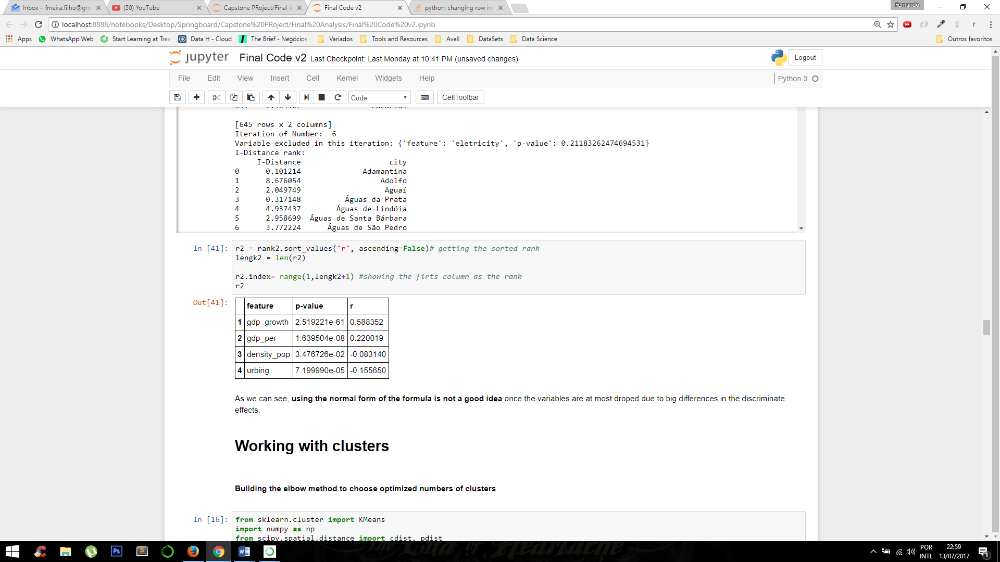 Inbox – fmeira.filho@gm
(50) YouTube
Capstone PRoject/Final A
Final Code v2
python: changing row ind
Fernando
localhost:8888/notebooks/Desktop/Springboard/Capstone%20PRoject/Final%20Analysis/Final%20Code%20v2.ipynb
Apps
WhatsApp Web
Start Learning at Tree
Data H - Cloud
The Brief - Negócios
Variados
Tools and Resources
Avell
DataSets
Data Science
Outros favoritos
jupyter Final Code v2 Last Checkpoint: Last Monday at 10:41 PM (unsaved changes)
Logout
File Edit View Insert Cell Kernel Widgets Help
Python 3
Code
CellToolbar
[645 rows x 2 columns]
Iteration of Number:  6
Variable excluded in this iteration: {'feature': 'eletricity', 'p-value': 0.21183262474694531}
I-Distance rank:
I-Distance city
0 0.101214 Adamantina
1 8.676054 Adolfo
2 2.049749 Aguaí
3 0.317148 Águas da Prata
4 4.937437 Águas de Lindóia
5 2.958699 Águas de Santa Bárbara
6 3.772224 Águas de São Pedro
In [41]: r2 = rank2.sort_values("r", ascending=False)# getting the sorted rank
lengk2 = len(r2)
r2.index= range(1,lengk2+1) #showing the firts column as the rank
r2
Out[41]:
feature p-value r
1 gdp_growth 2.519221e-61 0.588352
2 gdp_per 1.639504e-08 0.220019
3 density_pop 3.476726e-02 -0.083140
4 urbing 7.199990e-05 -0.155650
As we can see, using the normal form of the formula is not a good idea once the variables are at most droped due to big differences in the discriminate
effects.
Working with clusters
Building the elbow method to choose optimized numbers of clusters
In [16]: from sklearn.cluster import KMeans
import numpy as np
from scipy.spatial.distance import cdist, pdist
Ps
POR
INTL
22:59
13/07/2017
1